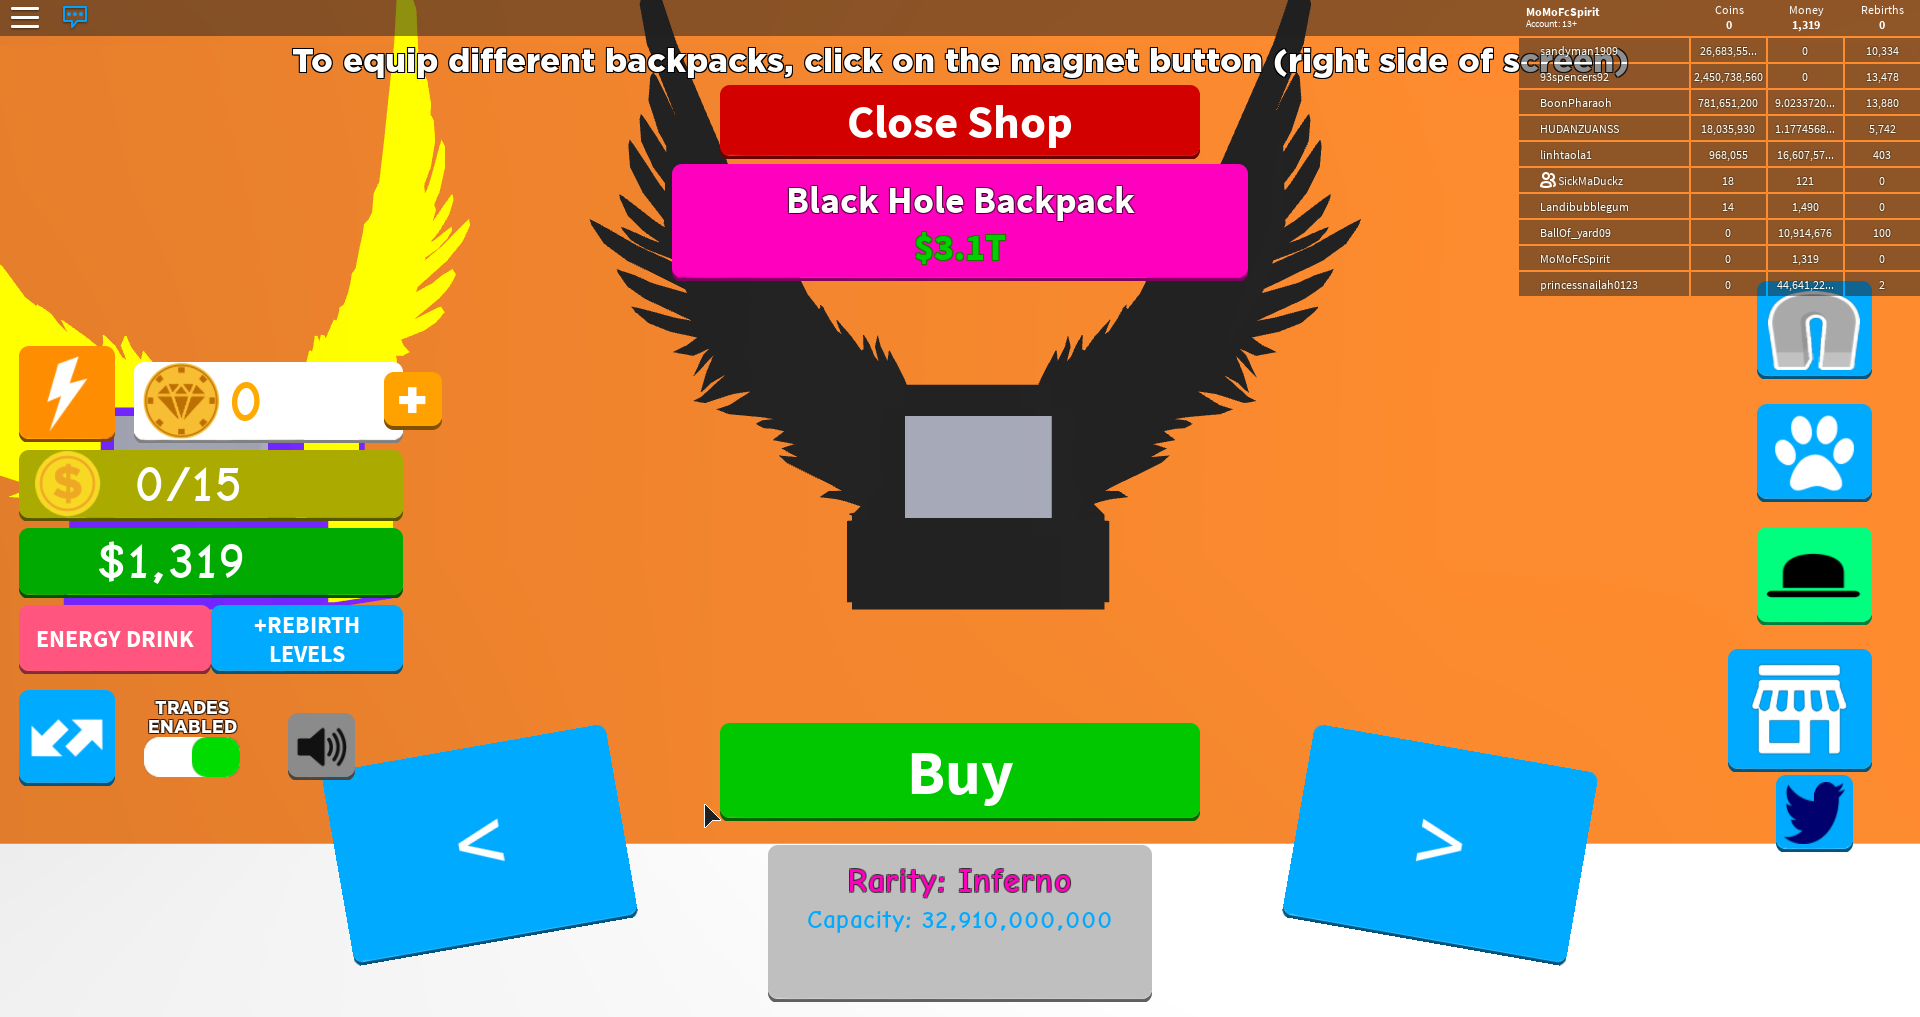 MoMoFcSpirit
Account: 13+
Coins
0
Money
1,319
Rebirths
0
To equip different backpacks, click on the magnet button (right side of screen)
sandyman1909 26,683,55... 0 10,334
93spencers92 2,450,738,560 0 13,478
BoonPharaoh 781,651,200 9.0233720... 13,880
HUDANZUANSS 18,035,930 1.1774568... 5,742
linhtaola1 968,055 16,607,57... 403
SickMaDuckz 18 121 0
Landibubblegum 14 1,490 0
BallOf_yard09 0 10,914,676 100
MoMoFcSpirit 0 1,319 0
princessnailah0123 0 44,641,22... 2
Close Shop
Black Hole Backpack
$3.1T
0
+
$ 0/15
$1,319
ENERGY DRINK
+REBIRTH
LEVELS
TRADES
ENABLED
<
Buy
>
Rarity: Inferno
Capacity: 32,910,000,000